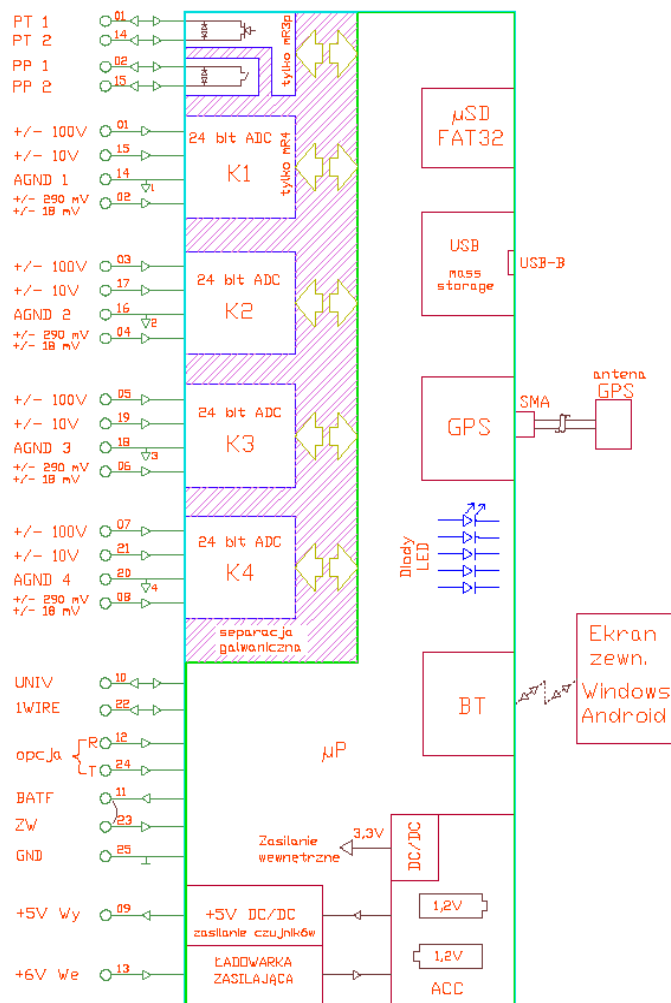 PT 1 01
PT 2 14
PP 1 02
PP 2 15
tylko mR3p
+/- 100V 01
+/- 10V 15
AGND 1 14
1
+/- 290 mV
+/- 18 mV 02
24 bit ADC
K1
tylko mR4
+/- 100V 03
+/- 10V 17
AGND 2 16
2
+/- 290 mV
+/- 18 mV 04
24 bit ADC
K2
+/- 100V 05
+/- 10V 19
AGND 3 18
3
+/- 290 mV
+/- 18 mV 06
24 bit ADC
K3
+/- 100V 07
+/- 10V 21
AGND 4 20
4
+/- 290 mV
+/- 18 mV 08
24 bit ADC
K4
separacja
galwaniczna
µSD
FAT32
USB
mass
storage
USB-B
GPS
SMA
antena
GPS
Diody
LED
BT
Ekran
zewn.
Windows
Android
UNIV 10
1WIRE 22
opcja
R 12
T 24
BATF 11
ZW 23
GND 25
µP
Zasilanie
wewnętrzne
3,3V
DC/DC
+5V Wy 09
+5V DC/DC
zasilanie czujników
1,2V
+6V We 13
ŁADOWARKA
ZASILAJĄCA
1,2V
ACC